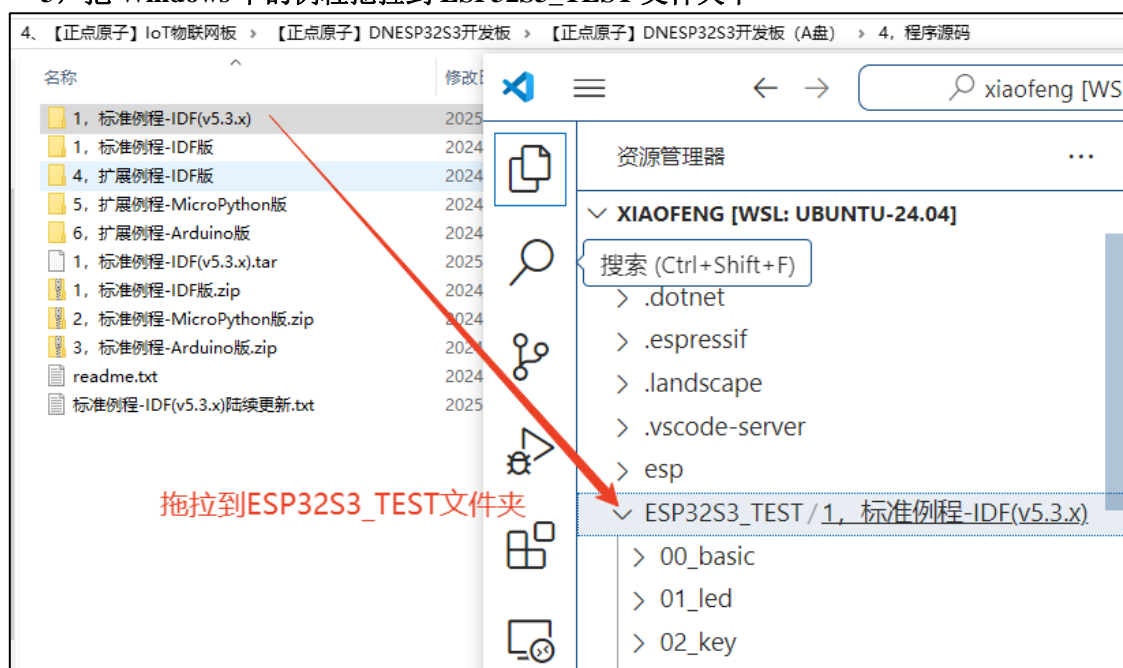 4、【正点原子】IoT物联网板 › 【正点原子】DNESP32S3开发板 › 【正点原子】DNESP32S3开发板（A盘） › 4，程序源码
名称
修改
1，标准例程-IDF(v5.3.x)
2025
1，标准例程-IDF版
2024
4，扩展例程-IDF版
2024
5，扩展例程-MicroPython版
2024
6，扩展例程-Arduino版
2024
1，标准例程-IDF(v5.3.x).tar
2025
1，标准例程-IDF版.zip
2024
2，标准例程-MicroPython版.zip
2024
3，标准例程-Arduino版.zip
2024
readme.txt
2024
标准例程-IDF(v5.3.x)陆续更新.txt
2025
拖拉到ESP32S3_TEST文件夹
xiaofeng [WS
资源管理器
XIAOFENG [WSL: UBUNTU-24.04]
搜索 (Ctrl+Shift+F)
.dotnet
.espressif
.landscape
.vscode-server
esp
ESP32S3_TEST / 1，标准例程-IDF(v5.3.x)
00_basic
01_led
02_key